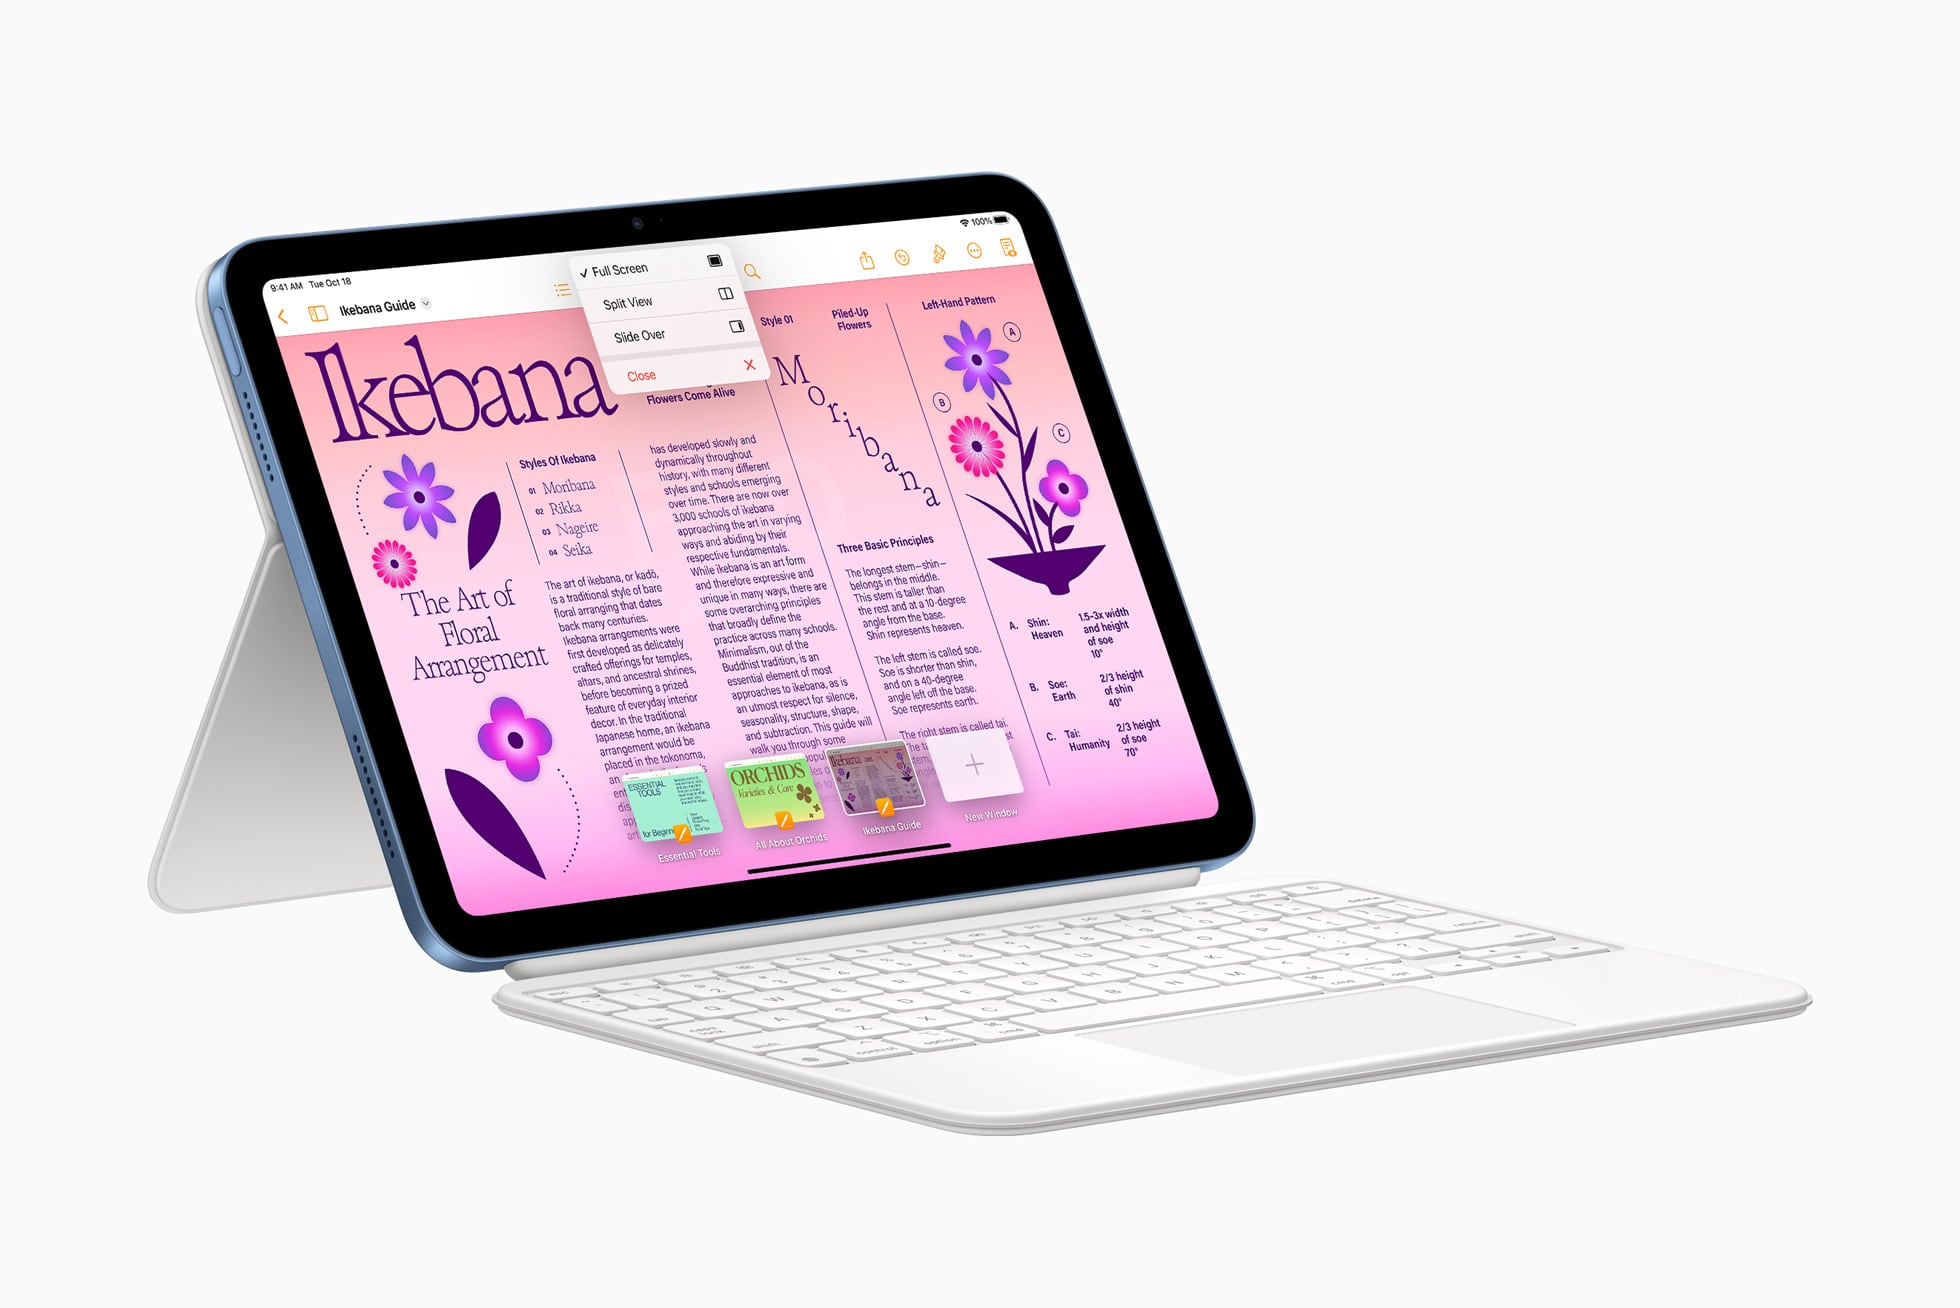 9:41 AM Tue Oct 18
100%
Ikebana Guide
✓ Full Screen
Split View
Slide Over
Close
Ikebana
Flowers Come Alive
The Art of
Floral
Arrangement
Styles Of Ikebana
01 Moribana
02 Rikka
03 Nageire
04 Seika
The art of ikebana, or kadō,
is a traditional style of bare
floral arranging that dates
back many centuries.
Ikebana arrangements were
first developed as delicately
crafted offerings for temples,
altars, and ancestral shrines,
before becoming a prized
feature of everyday interior
decor. In the traditional
Japanese home, an ikebana
arrangement would be
placed in the tokonoma,
has developed slowly and
dynamically throughout
history, with many different
styles and schools emerging
over time. There are now over
3,000 schools of ikebana
approaching the art in varying
ways and abiding by their
respective fundamentals.
While ikebana is an art form
and therefore expressive and
unique in many ways, there are
some overarching principles
that broadly define the
practice across many schools.
Minimalism, out of the
Buddhist tradition, is an
essential element of most
approaches to ikebana, as is
an utmost respect for silence,
seasonality, structure, shape,
and subtraction. This guide will
walk you through some
Style 01
Piled-Up
Flowers
Moribana
Three Basic Principles
The longest stem—shin—
belongs in the middle.
This stem is taller than
the rest and at a 10-degree
angle from the base.
Shin represents heaven.
The left stem is called soe.
Soe is shorter than shin,
and on a 40-degree
angle left off the base.
Soe represents earth.
The right stem is called tai.
Left-Hand Pattern
A
B
C
A. Shin: 1.5–3x width
Heaven and height
of soe
10°
B. Soe: 2/3 height
Earth of shin
40°
C. Tai: 2/3 height
Humanity of soe
70°
ESSENTIAL
TOOLS
for Beginn
Essential Tools
ORCHIDS
Varieties & Care
All About Orchids
Ikebana
Ikebana Guide
New Window
delete
return
shift
Q W E R T Y U I O P
A S D F G H J K L
Z X C V B N M
tab
caps lock
shift
control option cmd
cmd opt